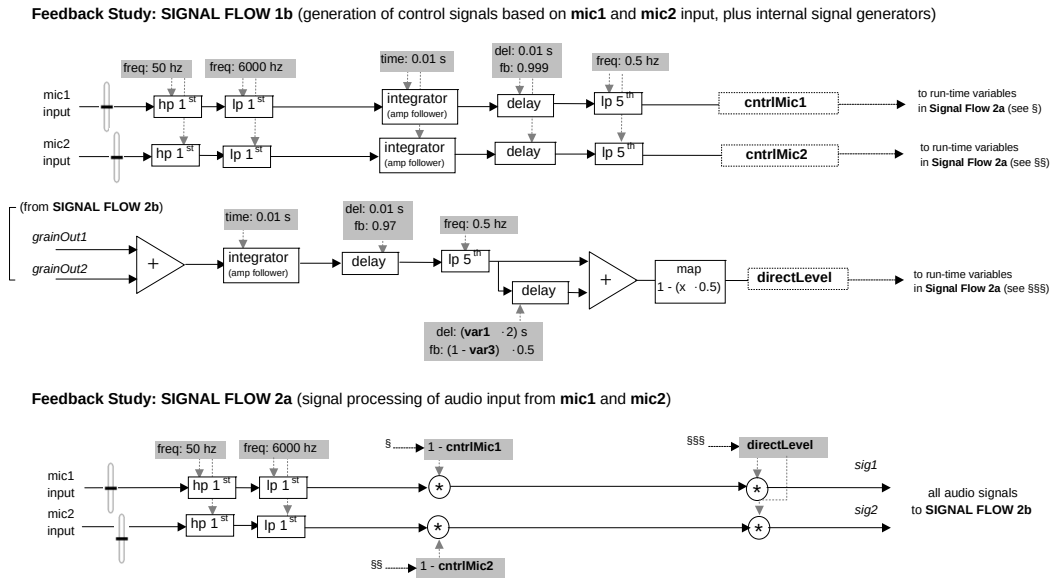 Feedback Study: SIGNAL FLOW 1b (generation of control signals based on mic1 and mic2 input, plus internal signal generators)
freq: 50 hz
freq: 6000 hz
time: 0.01 s
del: 0.01 s
fb: 0.999
freq: 0.5 hz
mic1
input
hp 1st
lp 1st
integrator
(amp follower)
delay
lp 5th
cntrlMic1
to run-time variables
in Signal Flow 2a (see §)
mic2
input
hp 1st
lp 1st
integrator
(amp follower)
delay
lp 5th
cntrlMic2
to run-time variables
in Signal Flow 2a (see §§)
(from SIGNAL FLOW 2b)
time: 0.01 s
del: 0.01 s
fb: 0.97
freq: 0.5 hz
grainOut1
grainOut2
+
integrator
(amp follower)
delay
lp 5th
delay
+
map
1 - (x ·0.5)
directLevel
to run-time variables
in Signal Flow 2a (see §§§)
del: (var1 ·2) s
fb: (1 - var3) ·0.5
Feedback Study: SIGNAL FLOW 2a (signal processing of audio input from mic1 and mic2)
freq: 50 hz
freq: 6000 hz
§
1 - cntrlMic1
§§§
directLevel
mic1
input
hp 1st
lp 1st
*
*
sig1
mic2
input
hp 1st
lp 1st
*
*
sig2
all audio signals
to SIGNAL FLOW 2b
§§
1 - cntrlMic2